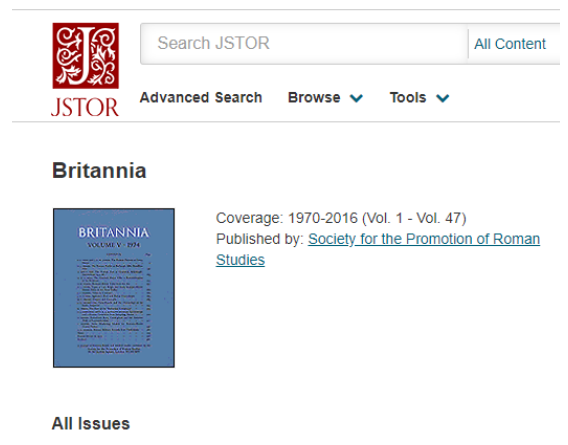 Search JSTOR
All Content
JSTOR
Advanced Search Browse Tools
Britannia
BRITANNIA
VOLUME V - 1974
Coverage: 1970-2016 (Vol. 1 - Vol. 47)
Published by: Society for the Promotion of Roman
Studies
All Issues